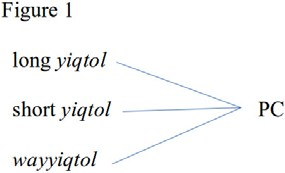 Figure 1
long yiqtol
short yiqtol PC
wayyiqtol